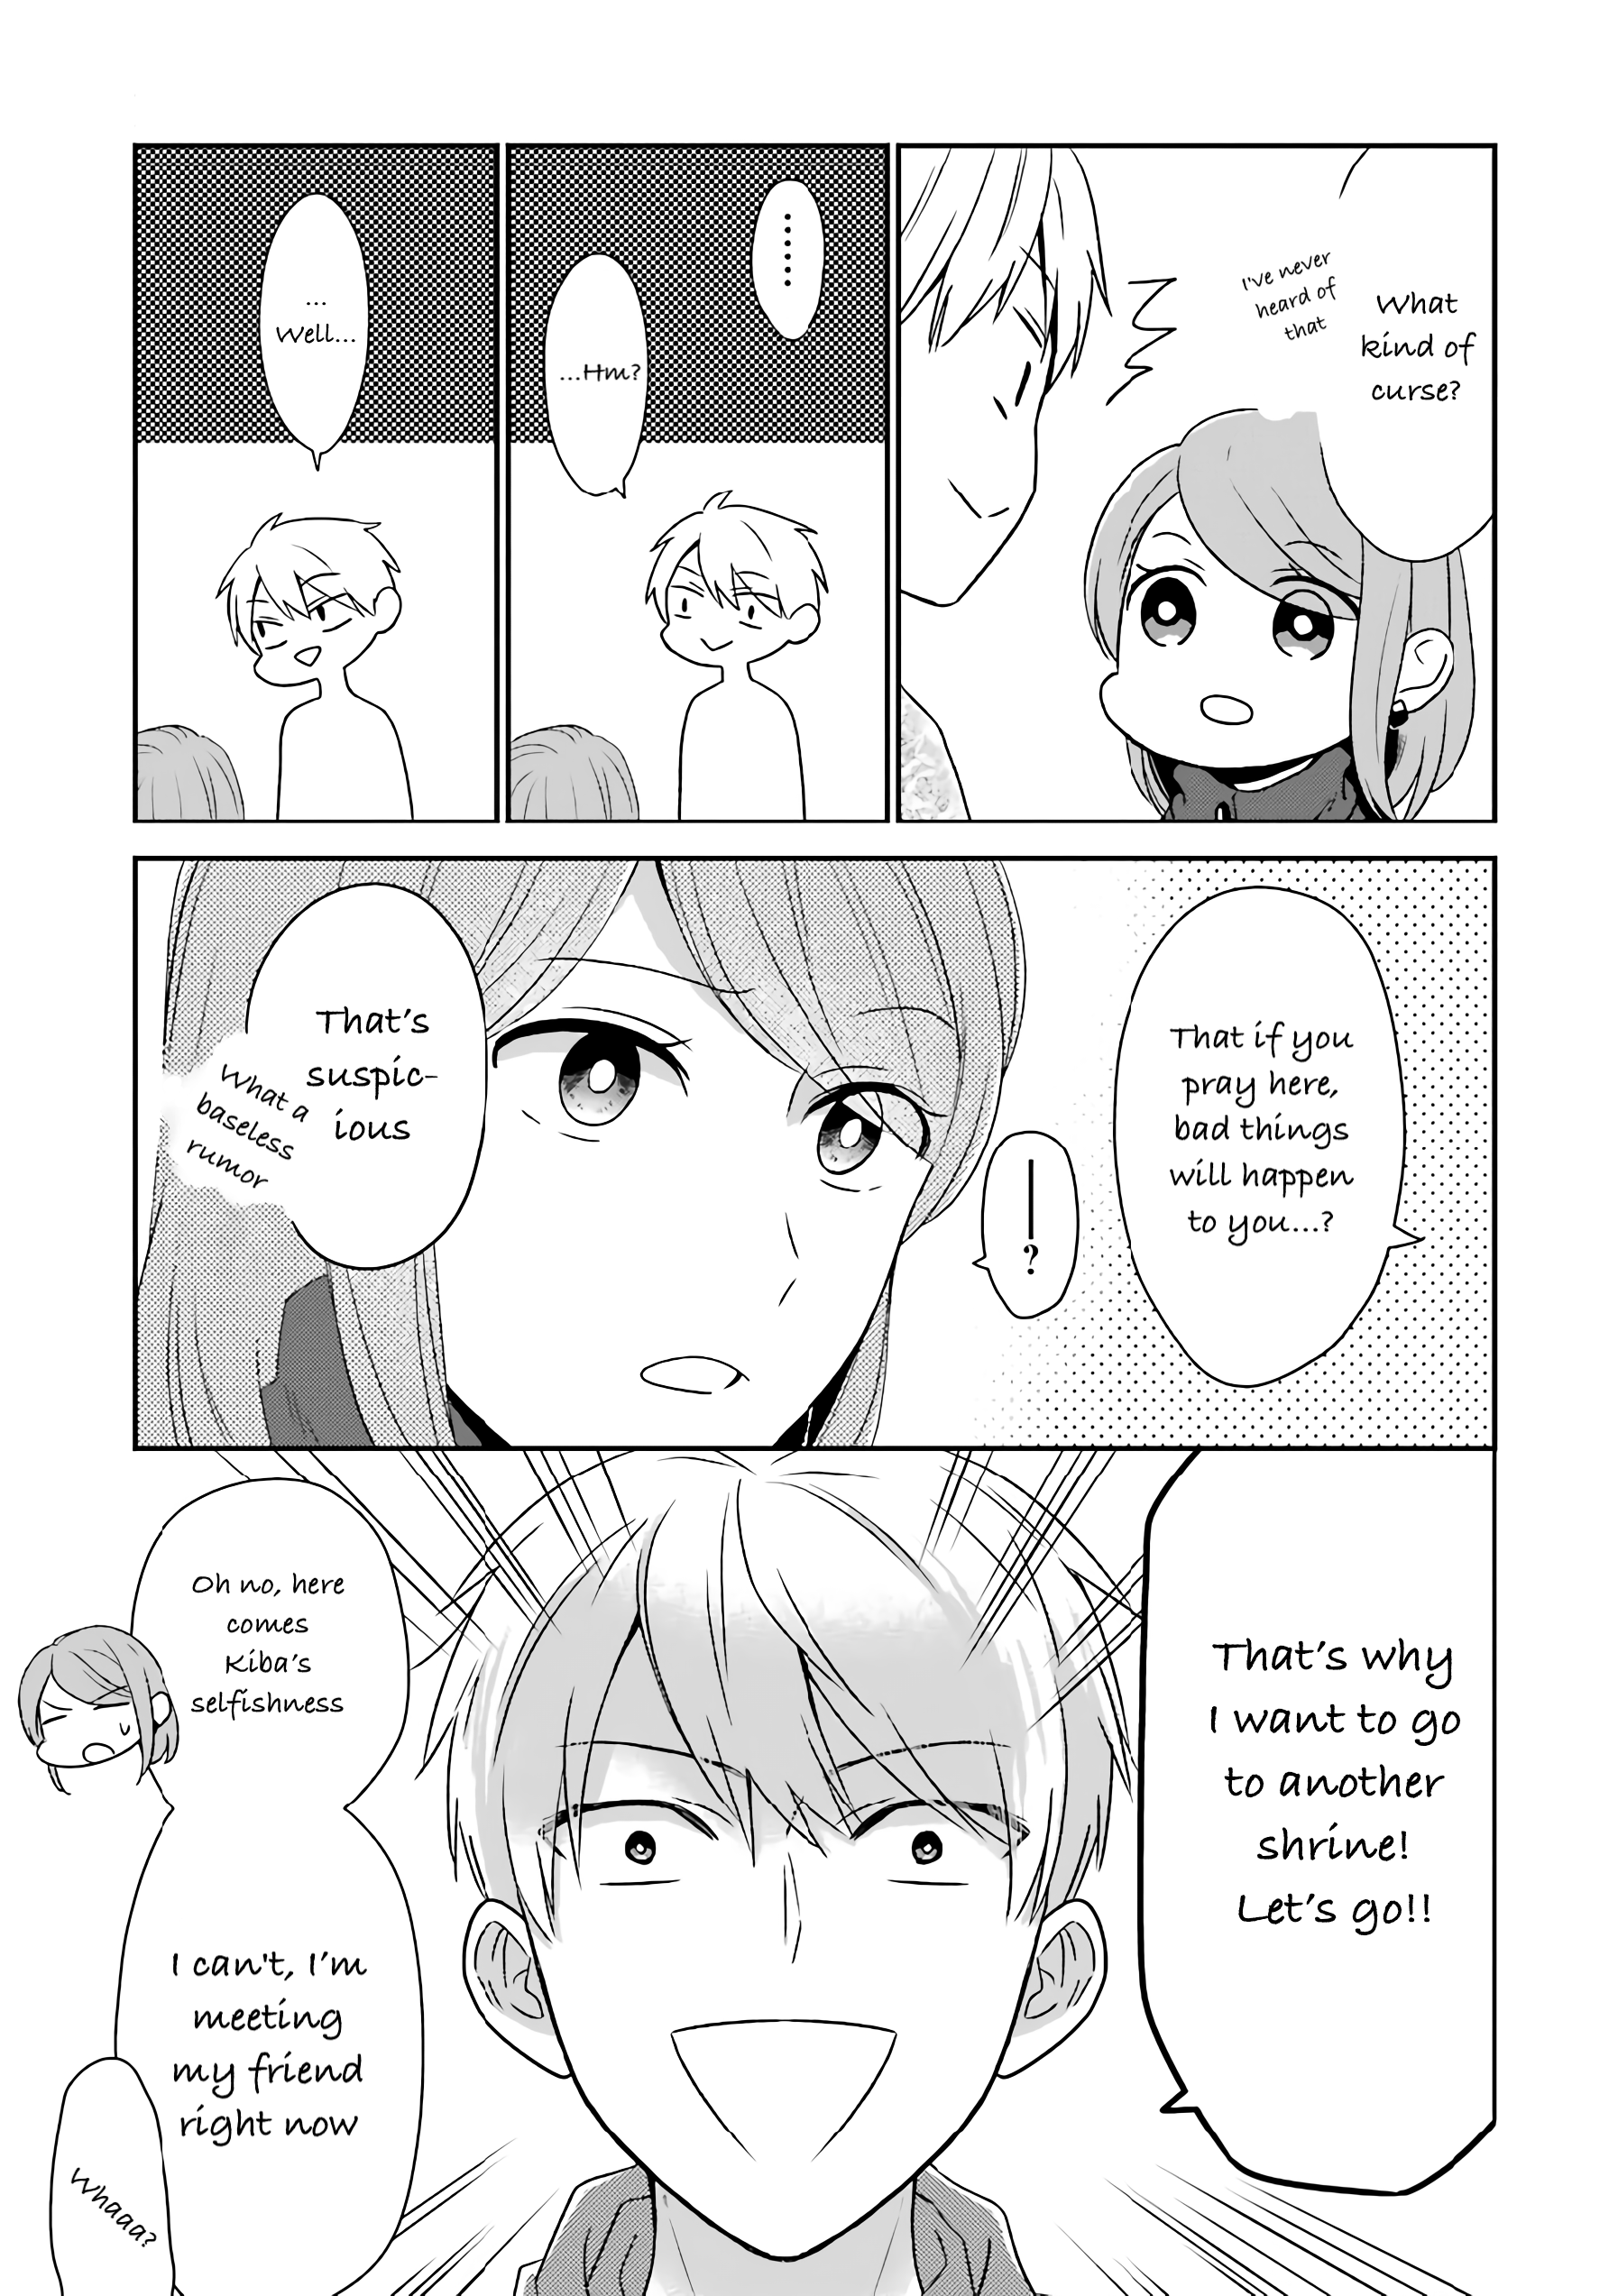 What
kind of
curse?
I've never
heard of
that
......
...Hm?
...
Well...
That if you
pray here,
bad things
will happen
to you...?
—?
That's
suspic-
ious
What a
baseless
rumor
That's why
I want to go
to another
shrine!
Let's go!!
Oh no, here
comes
Kiba's
selfishness
I can't, I'm
meeting
my friend
right now
Whaaa?